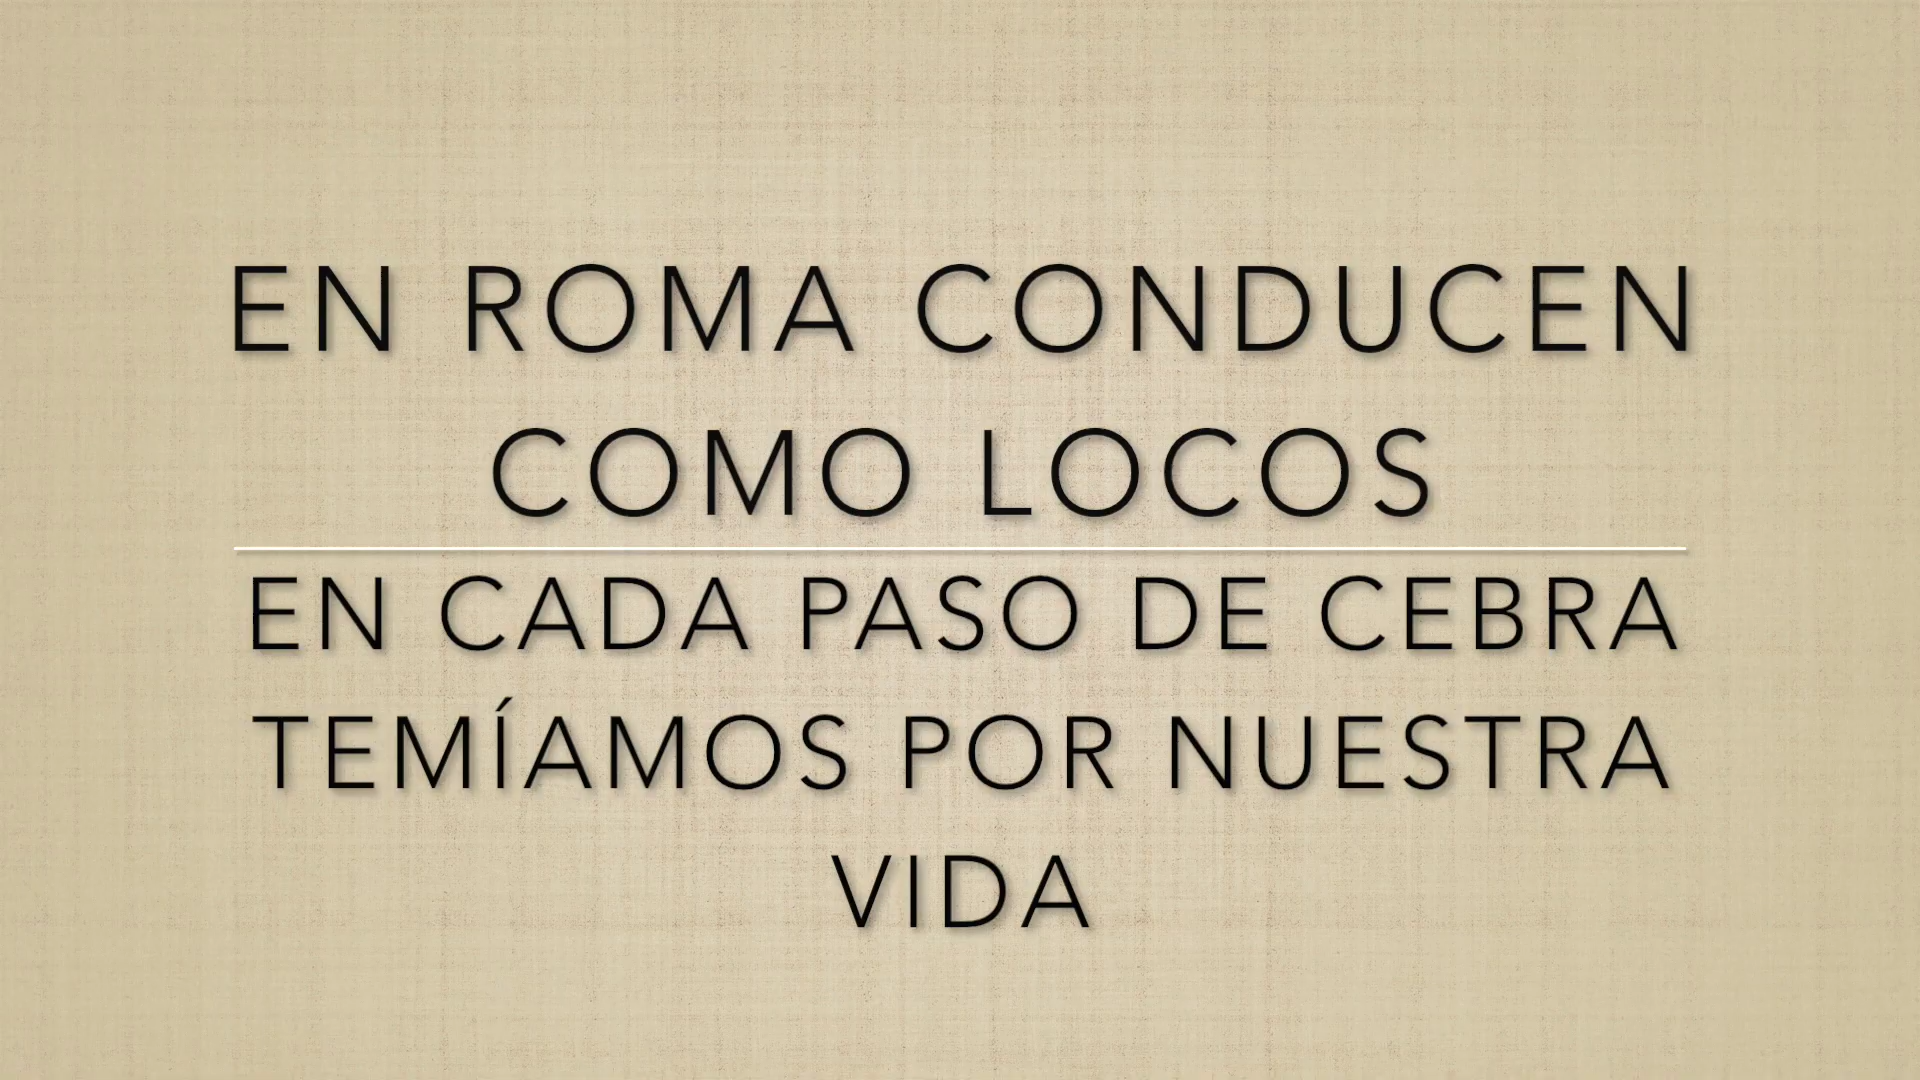 EN ROMA CONDUCEN
COMO LOCOS
EN CADA PASO DE CEBRA
TEMÍAMOS POR NUESTRA
VIDA